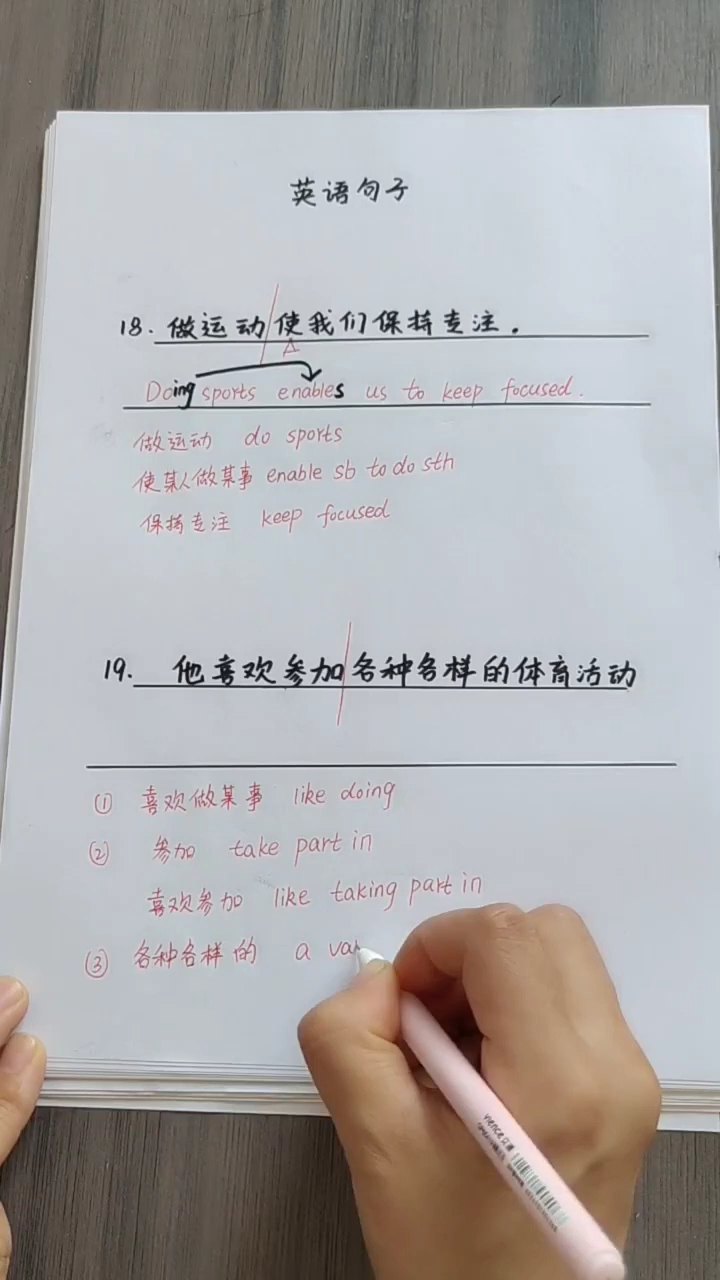 英语句子
18. 做运动使我们保持专注.
Doing sports enables us to keep focused.
做运动 do sports
使某人做某事 enable sb to do sth
保持专注 keep focused
19. 他喜欢参加各种各样的体育活动
① 喜欢做某事 like doing
② 参加 take part in
喜欢参加 like taking part in
③ 各种各样的 a va